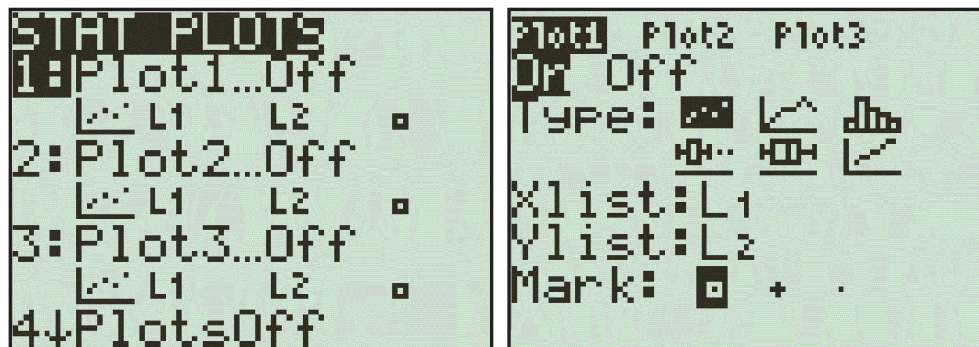 STAT PLOTS
1:Plot1...Off
L1 L2
2:Plot2...Off
L1 L2
3:Plot3...Off
L1 L2
4↓PlotsOff
Plot1 Plot2 Plot3
On Off
Type:
Xlist:L1
Ylist:L2
Mark: